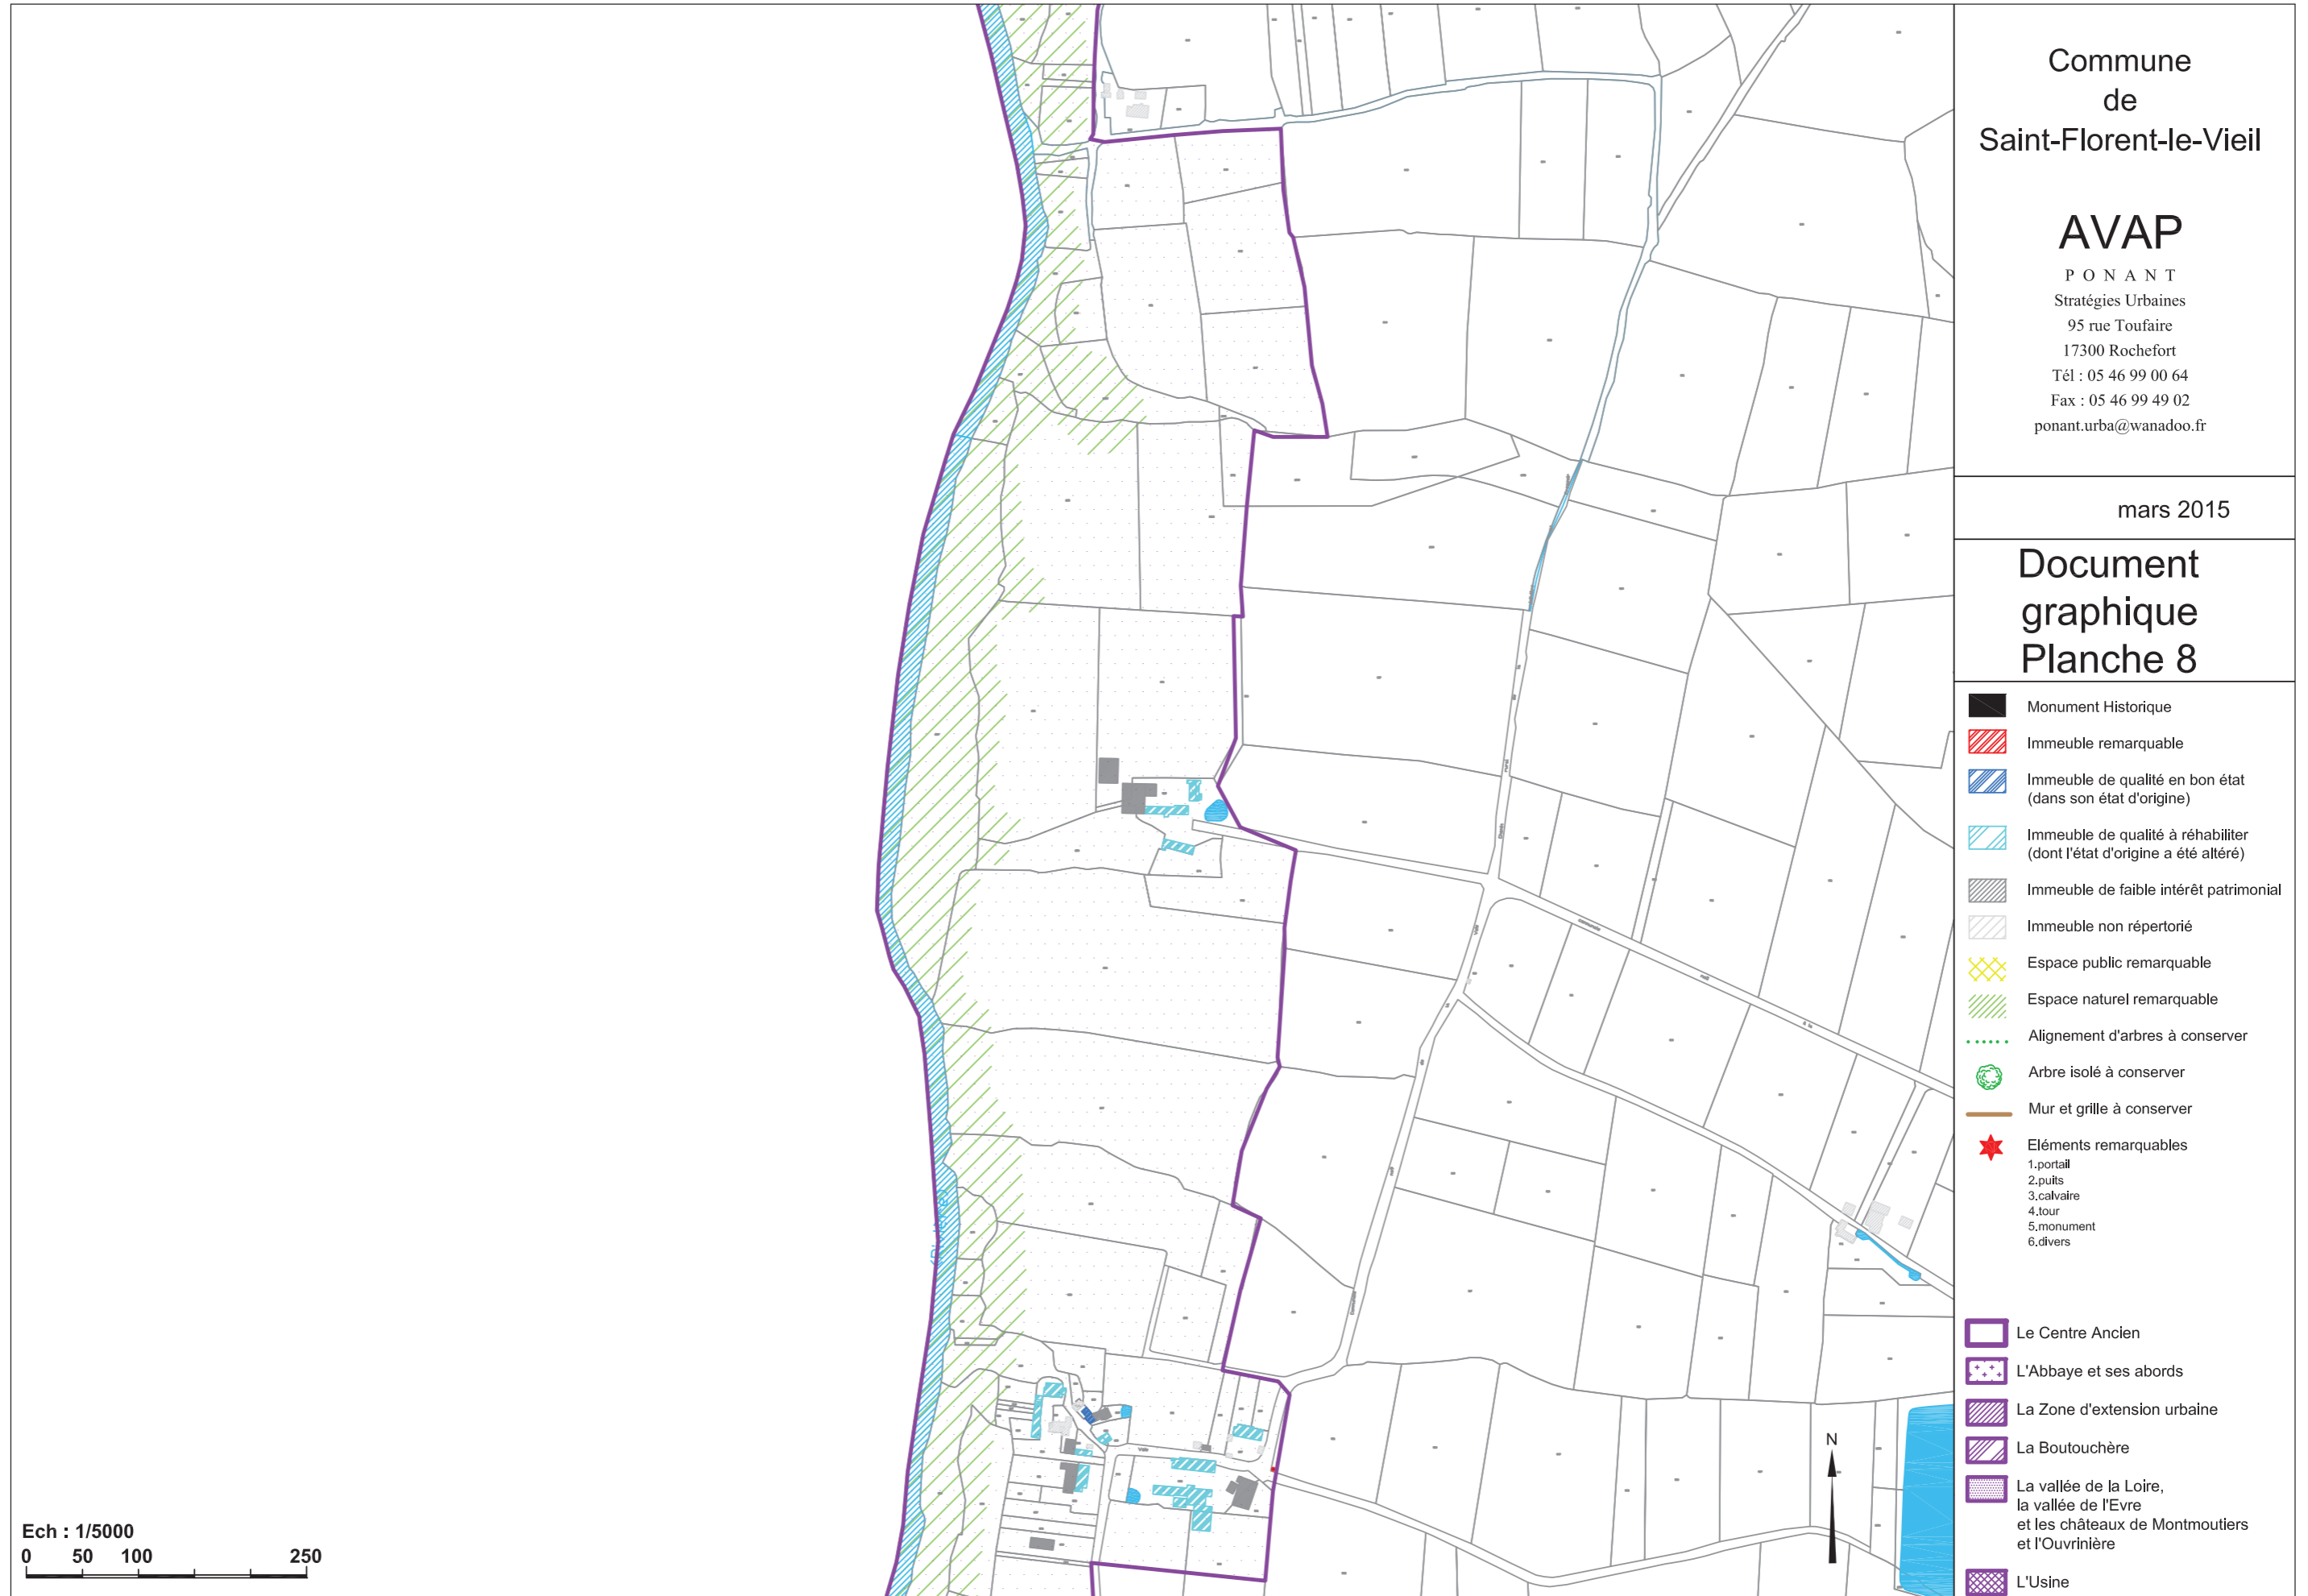 Commune
de
Saint-Florent-le-Vieil
AVAP
P O N A N T
Stratégies Urbaines
95 rue Toufaire
17300 Rochefort
Tél : 05 46 99 00 64
Fax : 05 46 99 49 02
ponant.urba@wanadoo.fr
mars 2015
Document
graphique
Planche 8
Monument Historique
Immeuble remarquable
Immeuble de qualité en bon état
(dans son état d'origine)
Immeuble de qualité à réhabiliter
(dont l'état d'origine a été altéré)
Immeuble de faible intérêt patrimonial
Immeuble non répertorié
Espace public remarquable
Espace naturel remarquable
Alignement d'arbres à conserver
Arbre isolé à conserver
Mur et grille à conserver
Eléments remarquables
1.portail
2.puits
3.calvaire
4.tour
5.monument
6.divers
Le Centre Ancien
L'Abbaye et ses abords
La Zone d'extension urbaine
La Boutouchère
La vallée de la Loire,
la vallée de l'Evre
et les châteaux de Montmoutiers
et l'Ouvrinière
L'Usine
N
Ech : 1/5000
0 50 100 250